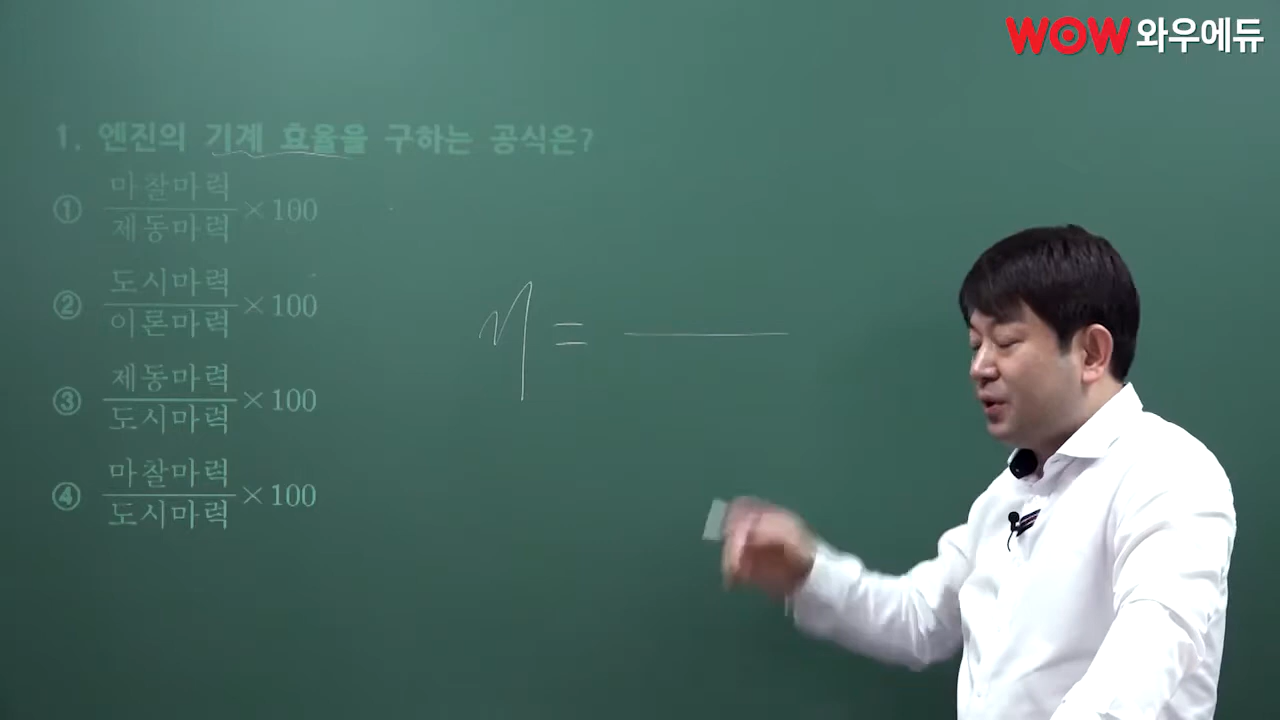 WOW 와우에듀
1. 엔진의 기계 효율을 구하는 공식은?
① 마찰마력
제동마력 ×100
② 도시마력
이론마력 ×100
③ 제동마력
도시마력 ×100
④ 마찰마력
도시마력 ×100
η =